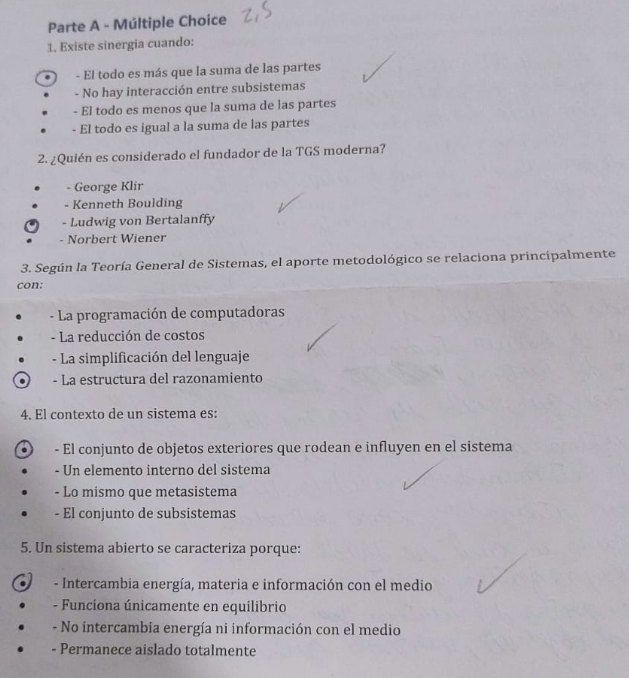 Parte A - Múltiple Choice 2,5
1. Existe sinergia cuando:
- El todo es más que la suma de las partes
- No hay interacción entre subsistemas
- El todo es menos que la suma de las partes
- El todo es igual a la suma de las partes
2. ¿Quién es considerado el fundador de la TGS moderna?
- George Klir
- Kenneth Boulding
- Ludwig von Bertalanffy
- Norbert Wiener
3. Según la Teoría General de Sistemas, el aporte metodológico se relaciona principalmente
con:
- La programación de computadoras
- La reducción de costos
- La simplificación del lenguaje
- La estructura del razonamiento
4. El contexto de un sistema es:
- El conjunto de objetos exteriores que rodean e influyen en el sistema
- Un elemento interno del sistema
- Lo mismo que metasistema
- El conjunto de subsistemas
5. Un sistema abierto se caracteriza porque:
- Intercambia energía, materia e información con el medio
- Funciona únicamente en equilibrio
- No intercambia energía ni información con el medio
- Permanece aislado totalmente